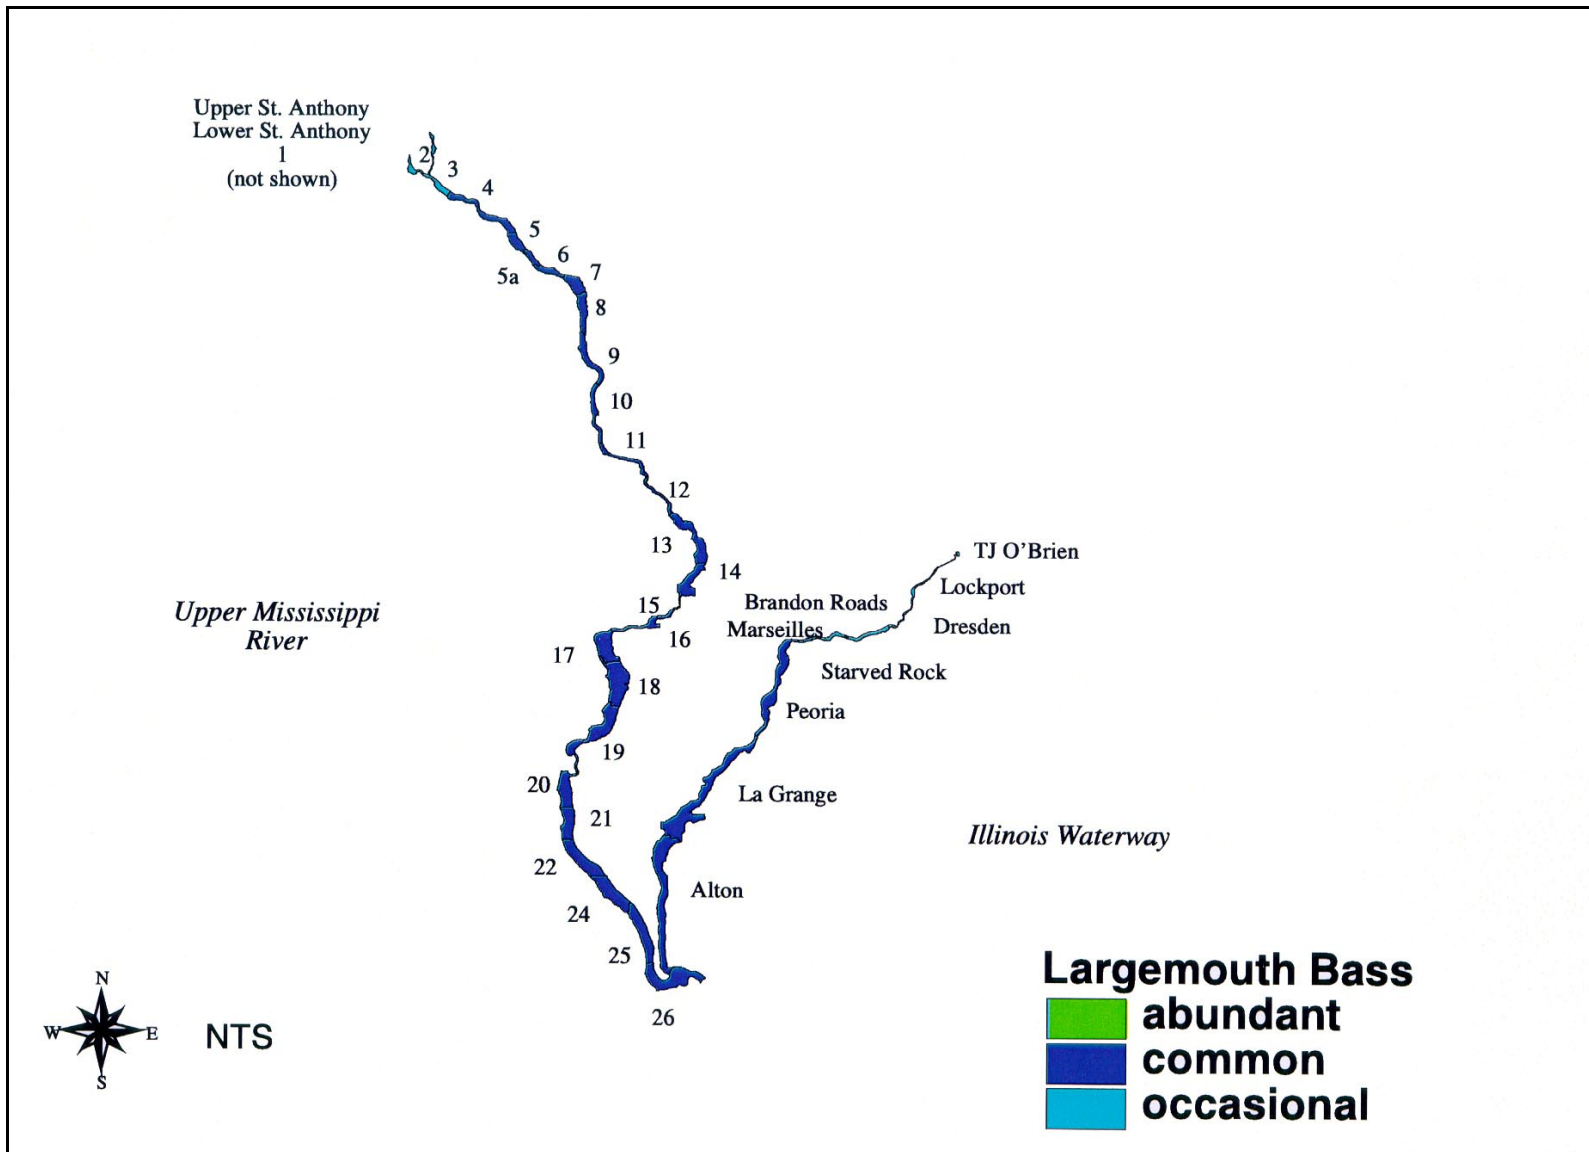 Upper St. Anthony
Lower St. Anthony
1
(not shown)
2
3
4
5
6
5a
7
8
9
10
11
12
13
14
TJ O'Brien
Lockport
Brandon Roads
15
Upper Mississippi
River
Marseilles
Dresden
16
17
Starved Rock
18
Peoria
19
20
La Grange
21
Illinois Waterway
22
Alton
24
25
26
N
W
E
S
NTS
Largemouth Bass
abundant
common
occasional